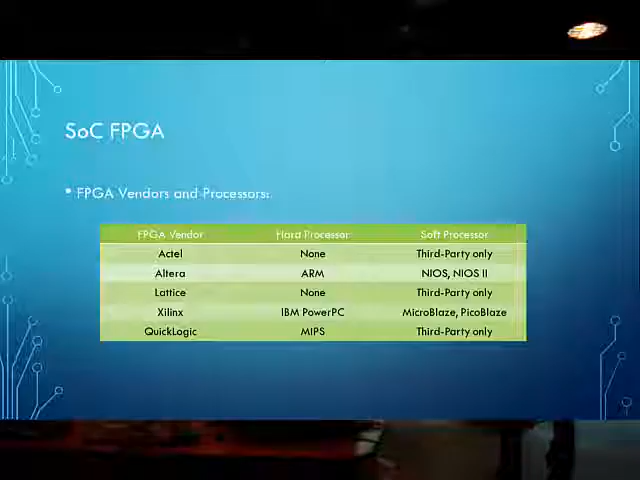 SoC FPGA
• FPGA Vendors and Processors:
FPGA Vendor Hard Processor Soft Processor
Actel None Third-Party only
Altera ARM NIOS, NIOS II
Lattice None Third-Party only
Xilinx IBM PowerPC MicroBlaze, PicoBlaze
QuickLogic MIPS Third-Party only